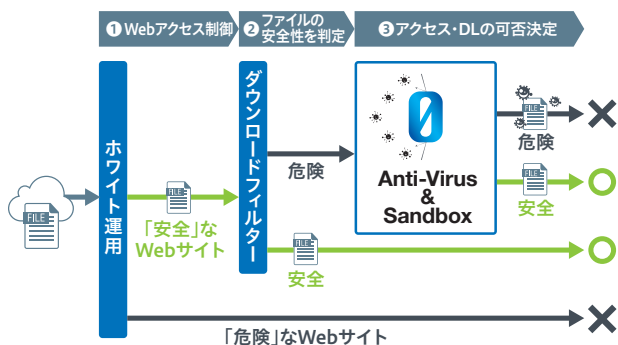 ❶Webアクセス制御
❷ファイルの
安全性を判定
❸アクセス・DLの可否決定
ホワイト運用
ダウンロードフィルター
FILE
FILE
「安全」な
Webサイト
危険
FILE
安全
Anti-Virus
&
Sandbox
FILE
危険
FILE
安全
「危険」なWebサイト